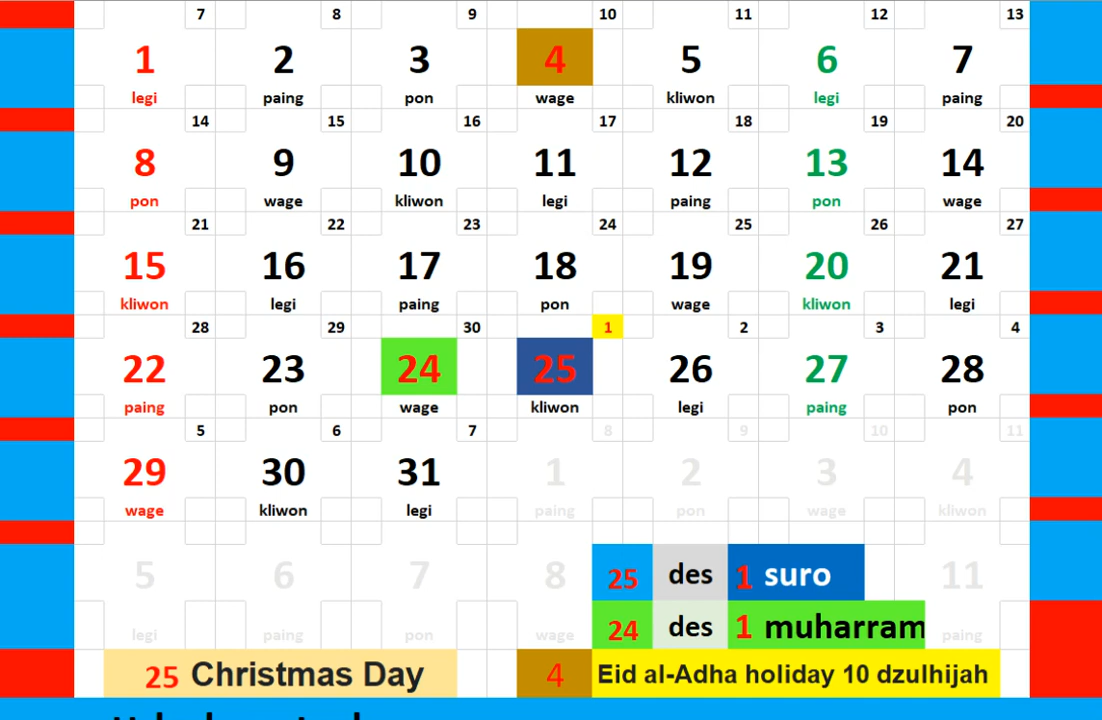 7 8 9 10 11 12 13
1 2 3 4 5 6 7
legi paing pon wage kliwon legi paing
14 15 16 17 18 19 20
8 9 10 11 12 13 14
pon wage kliwon legi paing pon wage
21 22 23 24 25 26 27
15 16 17 18 19 20 21
kliwon legi paing pon wage kliwon legi
28 29 30 1 2 3 4
22 23 24 25 26 27 28
paing pon wage kliwon legi paing pon
5 6 7 8 9 10 11
29 30 31 1 2 3 4
wage kliwon legi paing pon wage kliwon
5 6 7 8 25 des 1 suro 11
legi paing pon wage 24 des 1 muharram paing
25 Christmas Day 4 Eid al-Adha holiday 10 dzulhijah